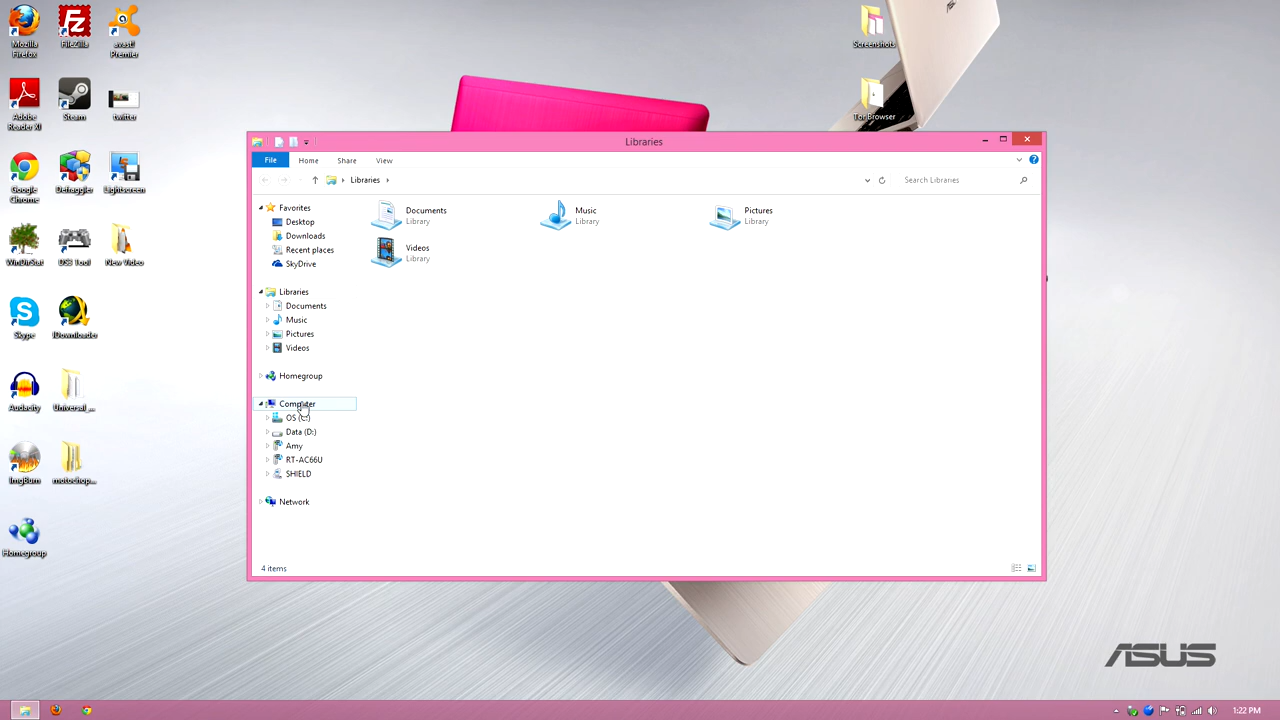 Mozilla Firefox
FileZilla
avast! Premier
Screenshots
Adobe Reader XI
Steam
twitter
Tor Browser
Libraries
File Home Share View
Libraries
Search Libraries
Google Chrome
Defraggler
Lightscreen
Favorites
Desktop
Downloads
Recent places
SkyDrive
Documents
Library
Music
Library
Pictures
Library
Videos
Library
WinDirStat
DS3 Tool
New Video
Libraries
Documents
Music
Pictures
Videos
Skype
IDownloader
Homegroup
Computer
OS (C:)
Data (D:)
Amy
RT-AC66U
SHIELD
Network
Audacity
Universal_...
ImgBurn
motochop...
Homegroup
4 items
ASUS
1:22 PM